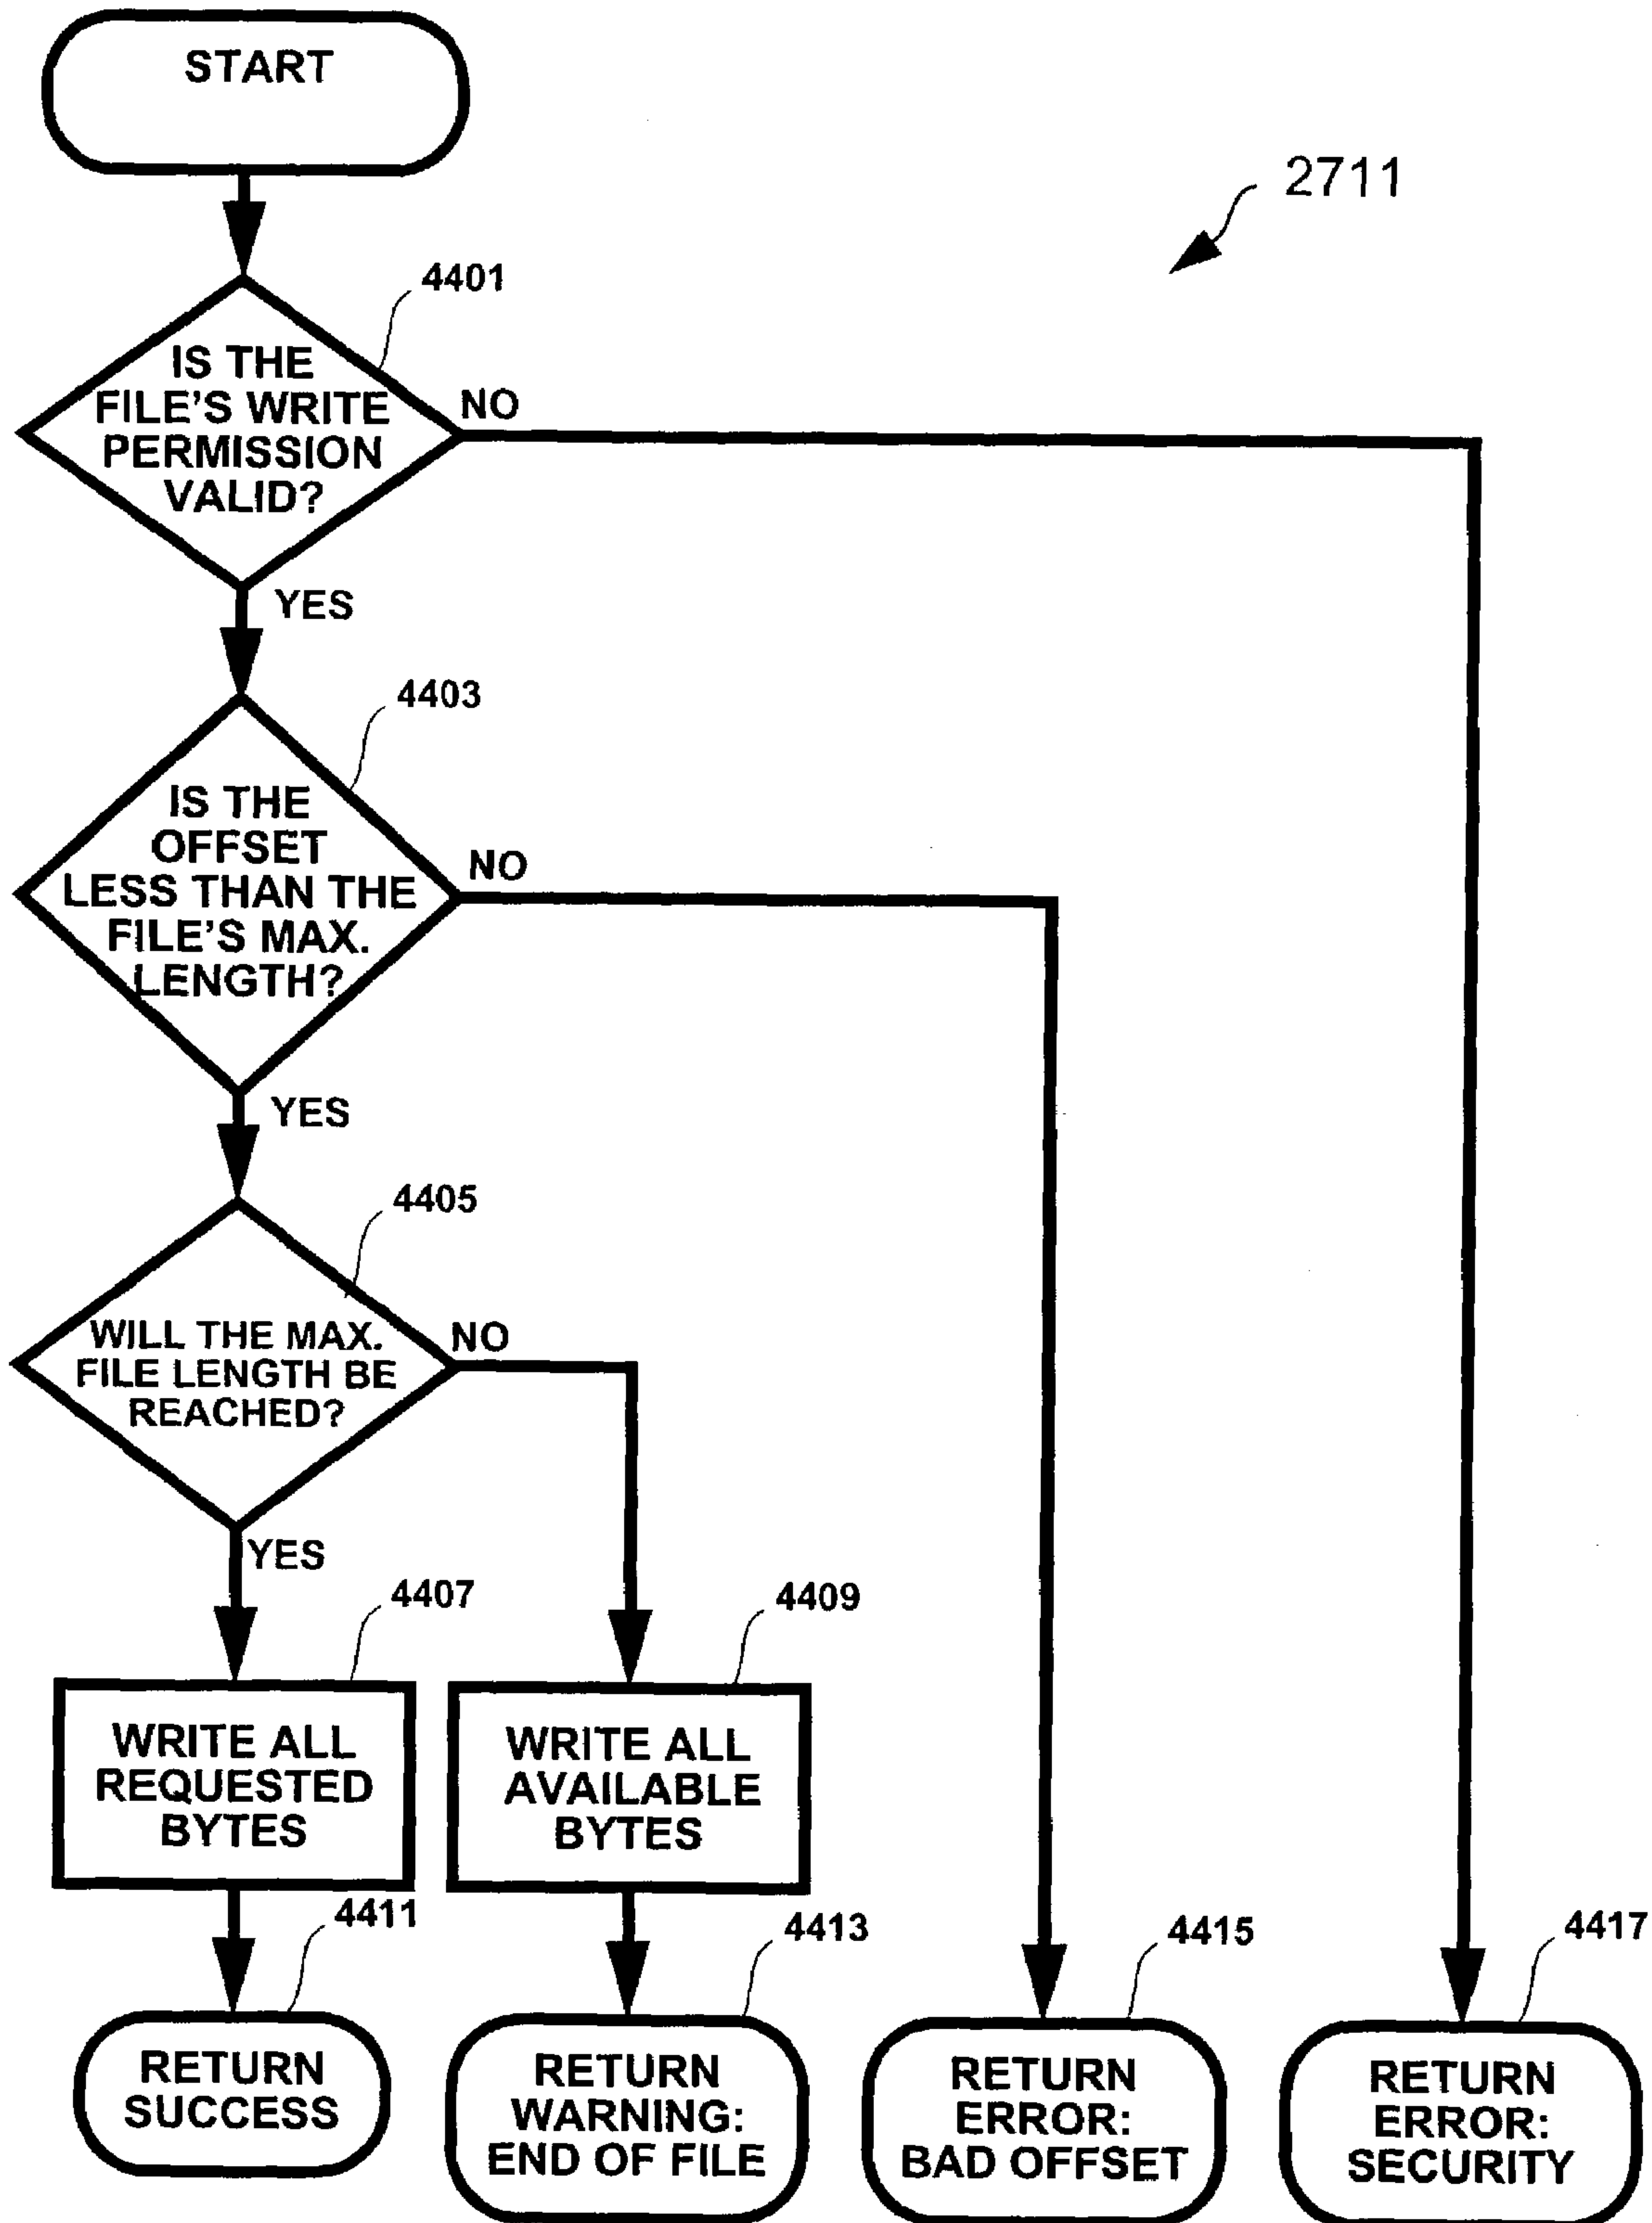 START
2711
4401
IS THE
FILE'S WRITE
PERMISSION
VALID?
NO
YES
4403
IS THE
OFFSET
LESS THAN THE
FILE'S MAX.
LENGTH?
NO
YES
4405
WILL THE MAX.
FILE LENGTH BE
REACHED?
NO
YES
4407
WRITE ALL
REQUESTED
BYTES
4409
WRITE ALL
AVAILABLE
BYTES
4411
RETURN
SUCCESS
4413
RETURN
WARNING:
END OF FILE
4415
RETURN
ERROR:
BAD OFFSET
4417
RETURN
ERROR:
SECURITY